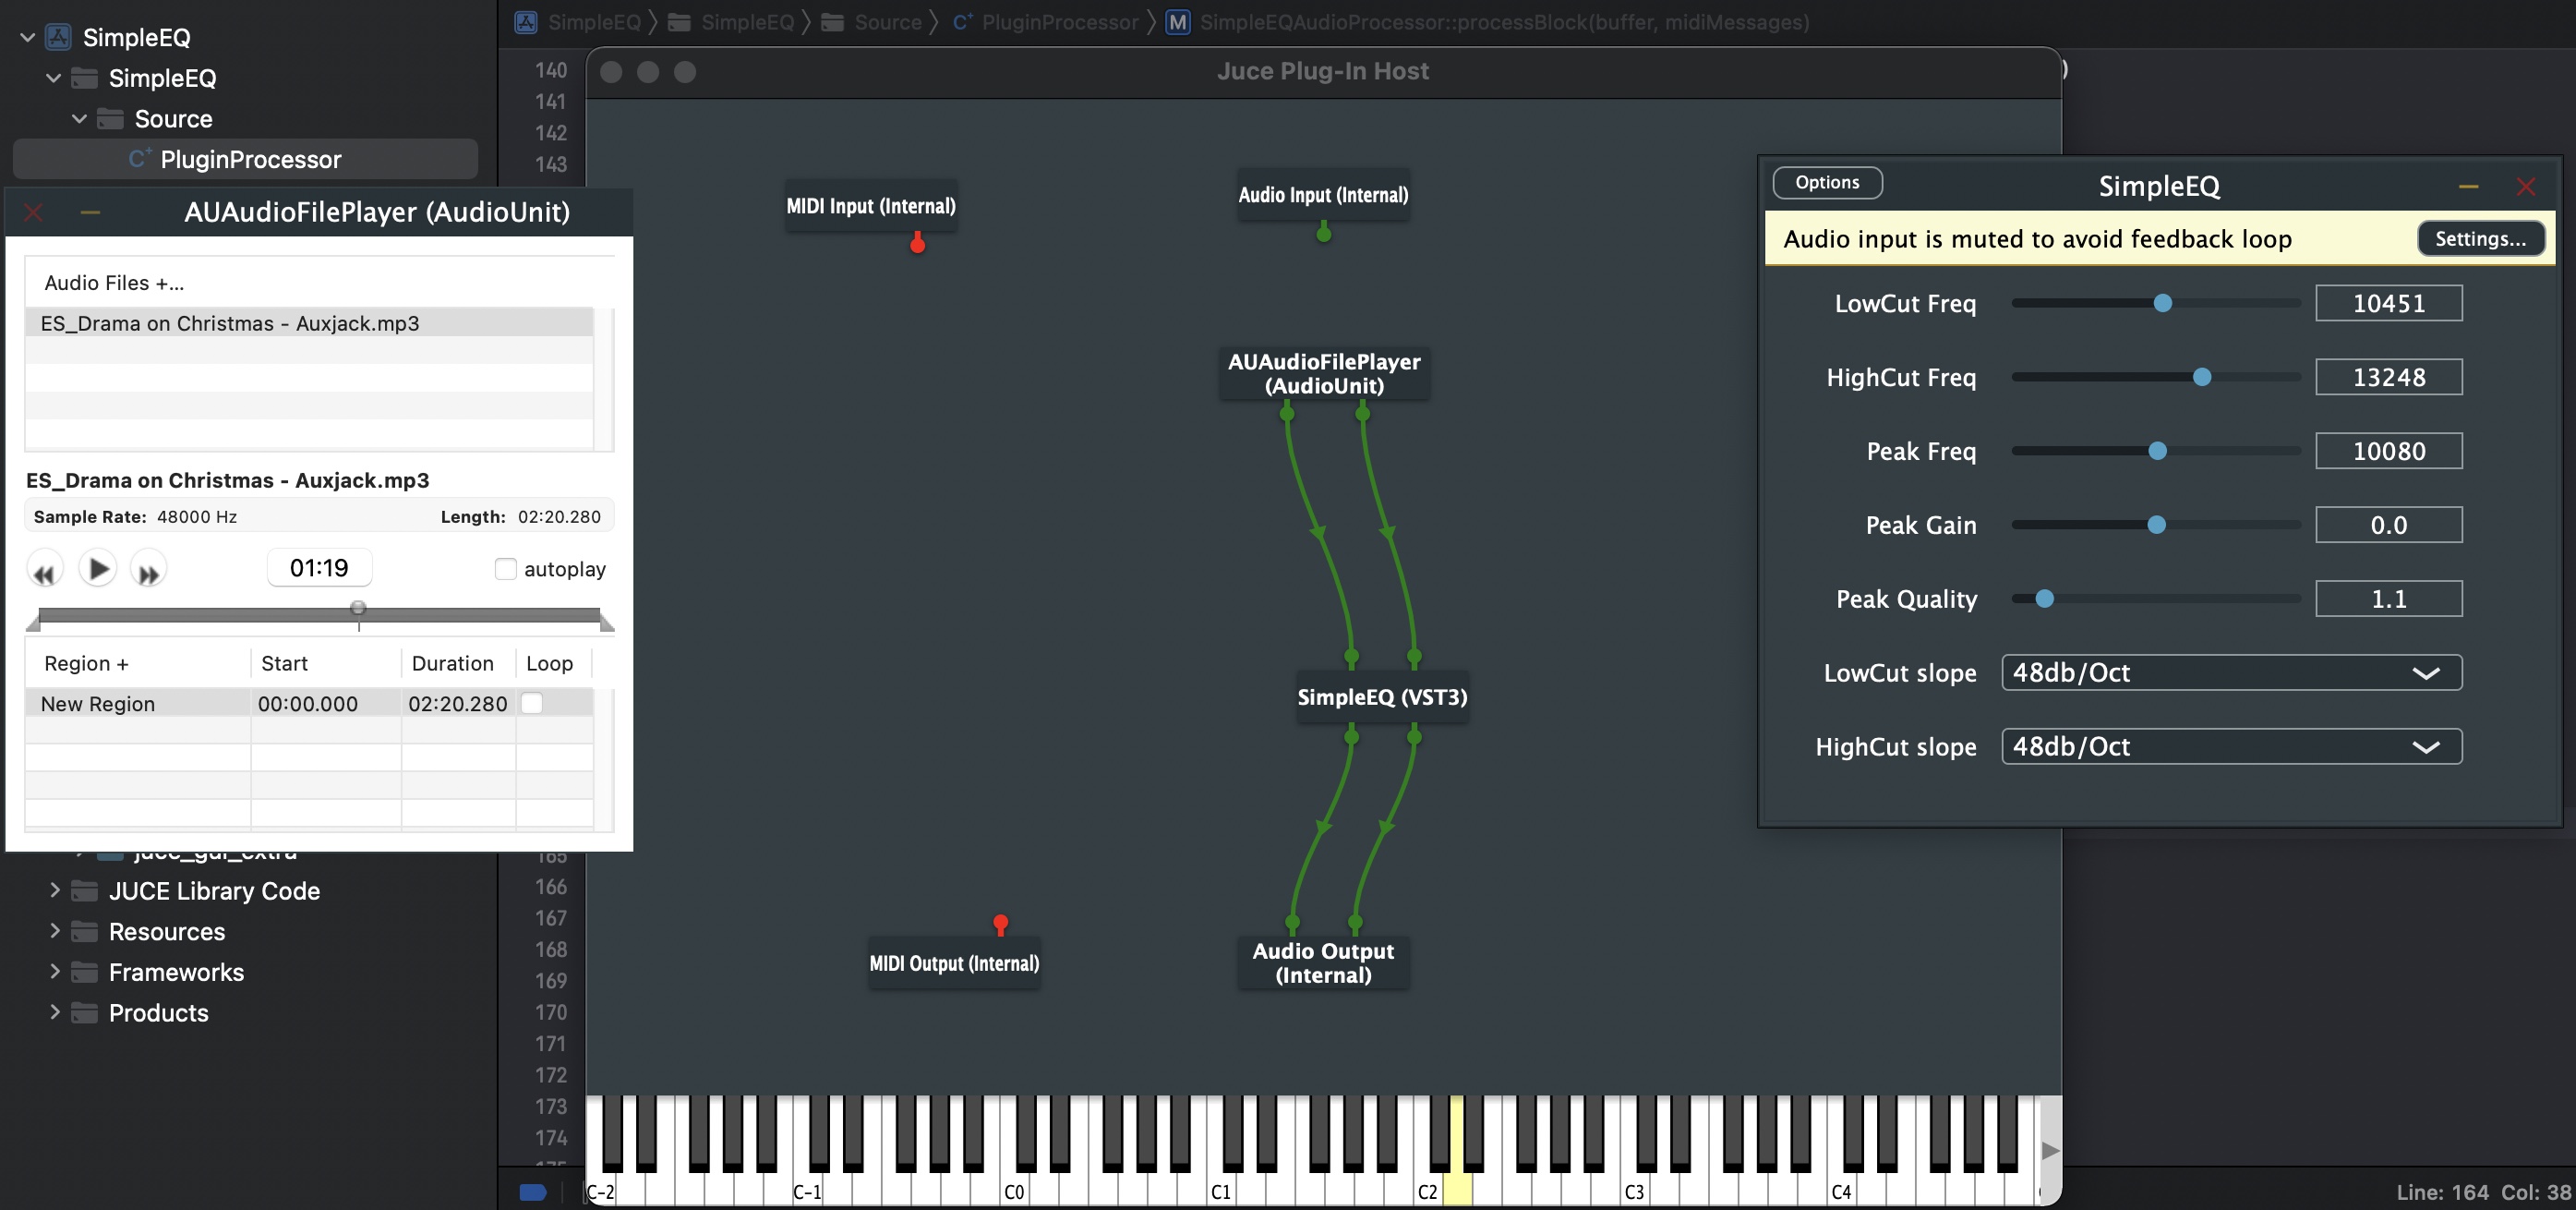 SimpleEQ
SimpleEQ
Source
PluginProcessor
SimpleEQ
SimpleEQ
Source
PluginProcessor
SimpleEQAudioProcessor::processBlock(buffer, midiMessages)
140
141
142
143
Juce Plug-In Host
)
MIDI Input (Internal)
Audio Input (Internal)
AUAudioFilePlayer
(AudioUnit)
SimpleEQ (VST3)
MIDI Output (Internal)
Audio Output
(Internal)
AUAudioFilePlayer (AudioUnit)
Audio Files +...
ES_Drama on Christmas - Auxjack.mp3
ES_Drama on Christmas - Auxjack.mp3
Sample Rate: 48000 Hz Length: 02:20.280
01:19
autoplay
Region + Start Duration Loop
New Region 00:00.000 02:20.280
Options
SimpleEQ
Audio input is muted to avoid feedback loop
Settings...
LowCut Freq 10451
HighCut Freq 13248
Peak Freq 10080
Peak Gain 0.0
Peak Quality 1.1
LowCut slope 48db/Oct
HighCut slope 48db/Oct
juce_gui_extra
JUCE Library Code
Resources
Frameworks
Products
165
166
167
168
169
170
171
172
173
174
175
C-2 C-1 C0 C1 C2 C3 C4
Line: 164 Col: 38